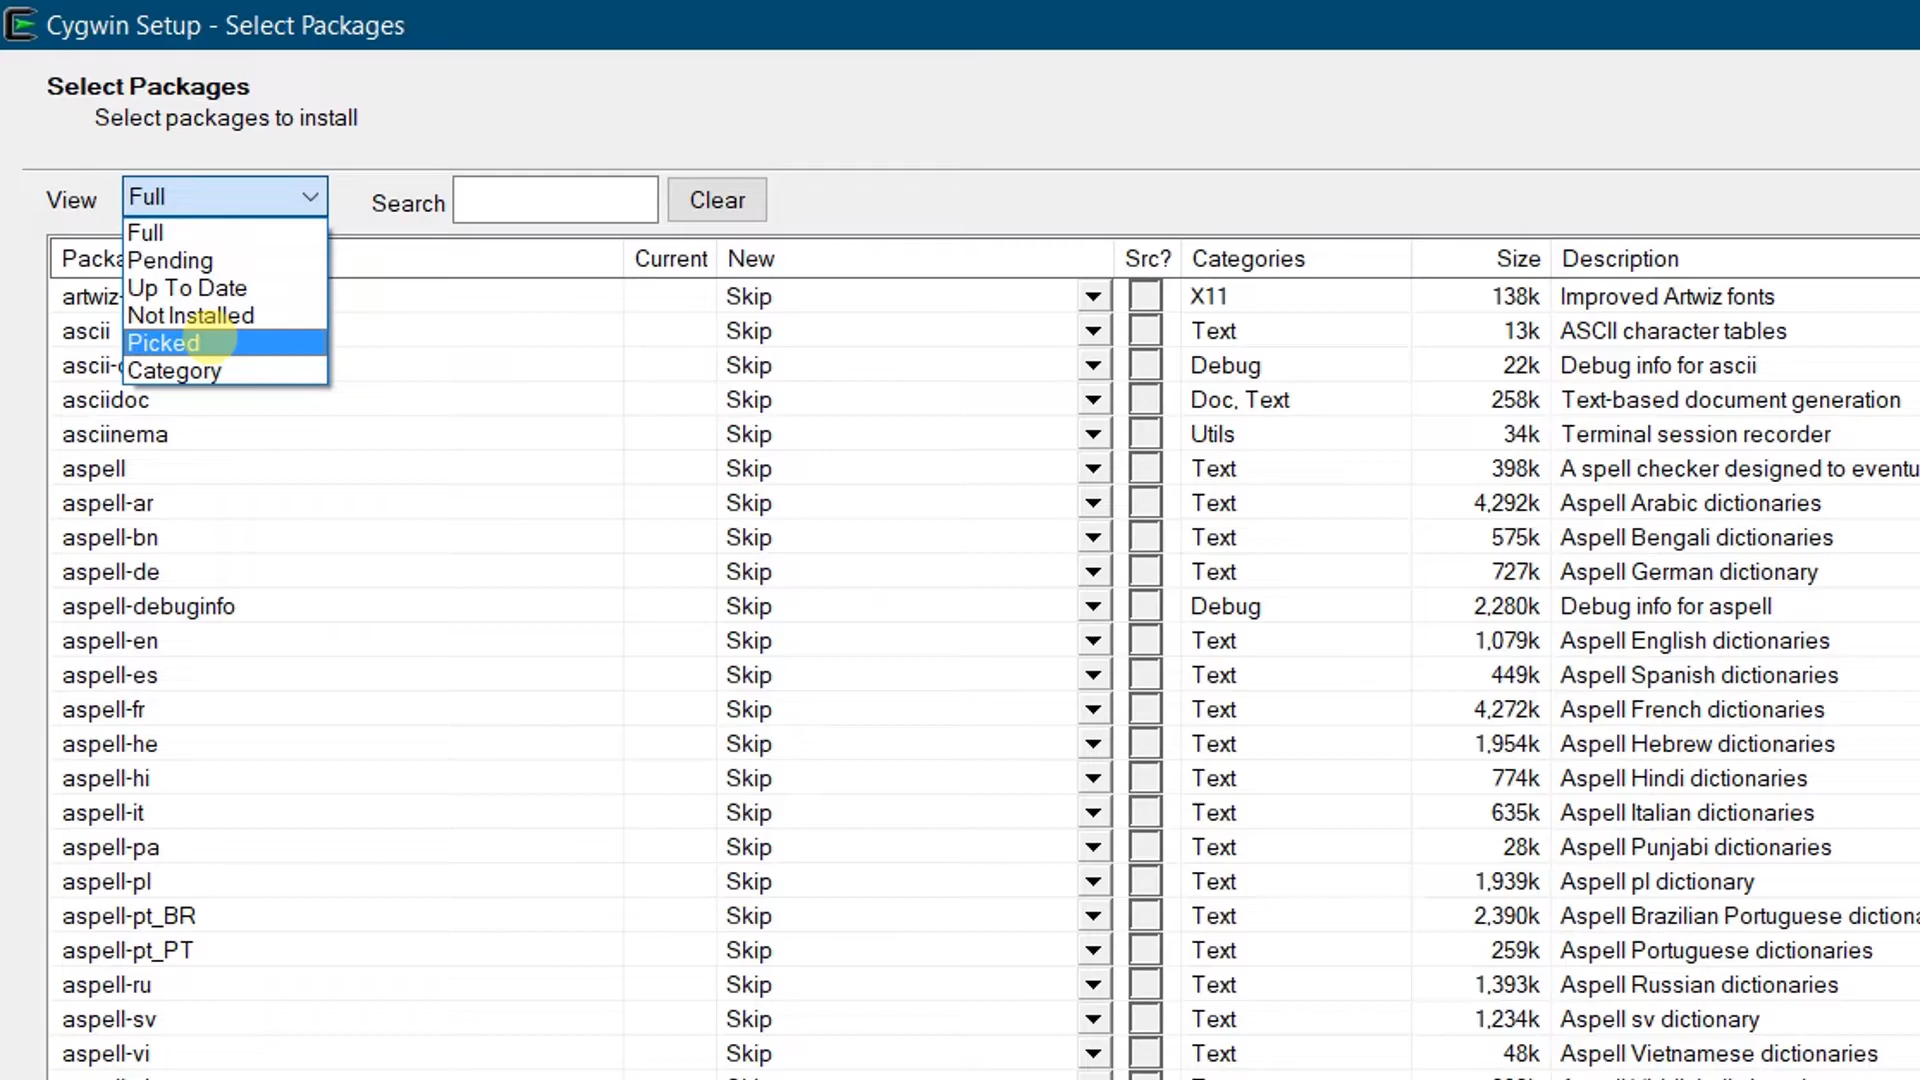 Cygwin Setup - Select Packages
Select Packages
Select packages to install
View Full Search Clear
Full
Pending
Up To Date
Not Installed
Picked
Category
Current New Src? Categories Size Description
Skip X11 138k Improved Artwiz fonts
ascii Skip Text 13k ASCII character tables
Skip Debug 22k Debug info for ascii
asciidoc Skip Doc, Text 258k Text-based document generation
asciinema Skip Utils 34k Terminal session recorder
aspell Skip Text 398k A spell checker designed to eventu
aspell-ar Skip Text 4,292k Aspell Arabic dictionaries
aspell-bn Skip Text 575k Aspell Bengali dictionaries
aspell-de Skip Text 727k Aspell German dictionary
aspell-debuginfo Skip Debug 2,280k Debug info for aspell
aspell-en Skip Text 1,079k Aspell English dictionaries
aspell-es Skip Text 449k Aspell Spanish dictionaries
aspell-fr Skip Text 4,272k Aspell French dictionaries
aspell-he Skip Text 1,954k Aspell Hebrew dictionaries
aspell-hi Skip Text 774k Aspell Hindi dictionaries
aspell-it Skip Text 635k Aspell Italian dictionaries
aspell-pa Skip Text 28k Aspell Punjabi dictionaries
aspell-pl Skip Text 1,939k Aspell pl dictionary
aspell-pt_BR Skip Text 2,390k Aspell Brazilian Portuguese dictiona
aspell-pt_PT Skip Text 259k Aspell Portuguese dictionaries
aspell-ru Skip Text 1,393k Aspell Russian dictionaries
aspell-sv Skip Text 1,234k Aspell sv dictionary
aspell-vi Skip Text 48k Aspell Vietnamese dictionaries